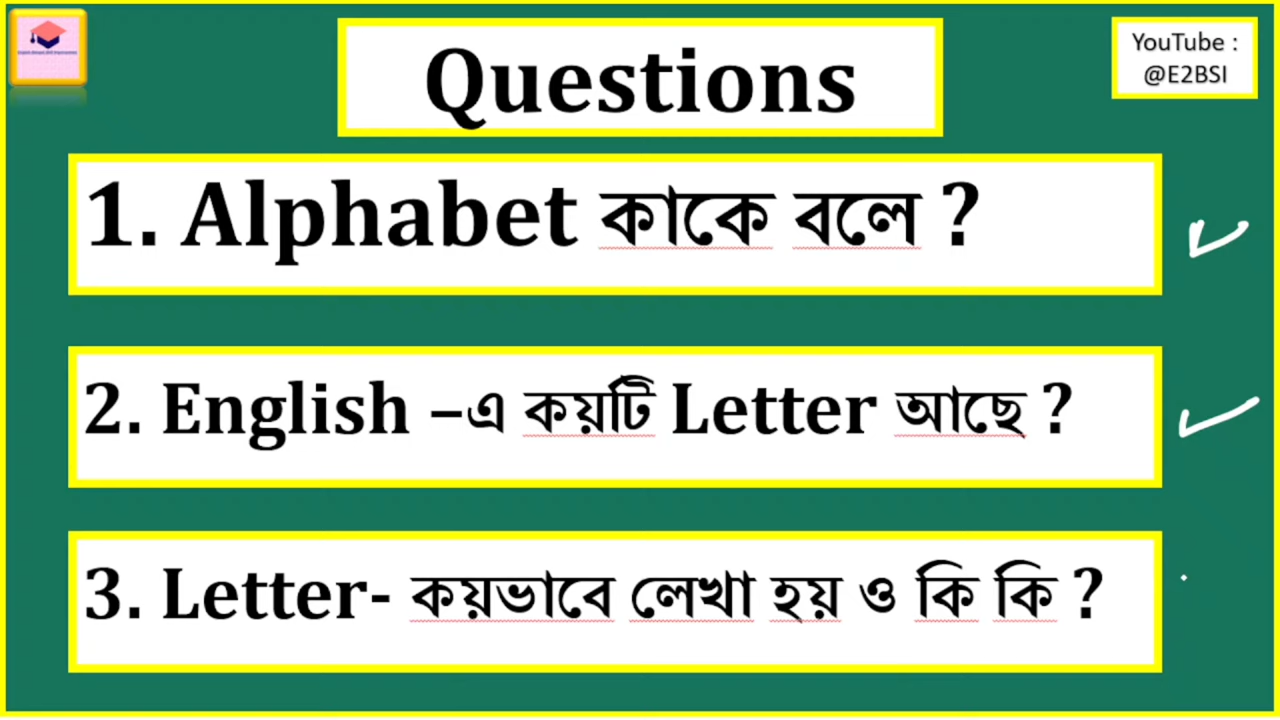 YouTube :
@E2BSI
Questions
1. Alphabet কাকে বলে ?
2. English –এ কয়টি Letter আছে ?
3. Letter- কয়ভাবে লেখা হয় ও কি কি ?